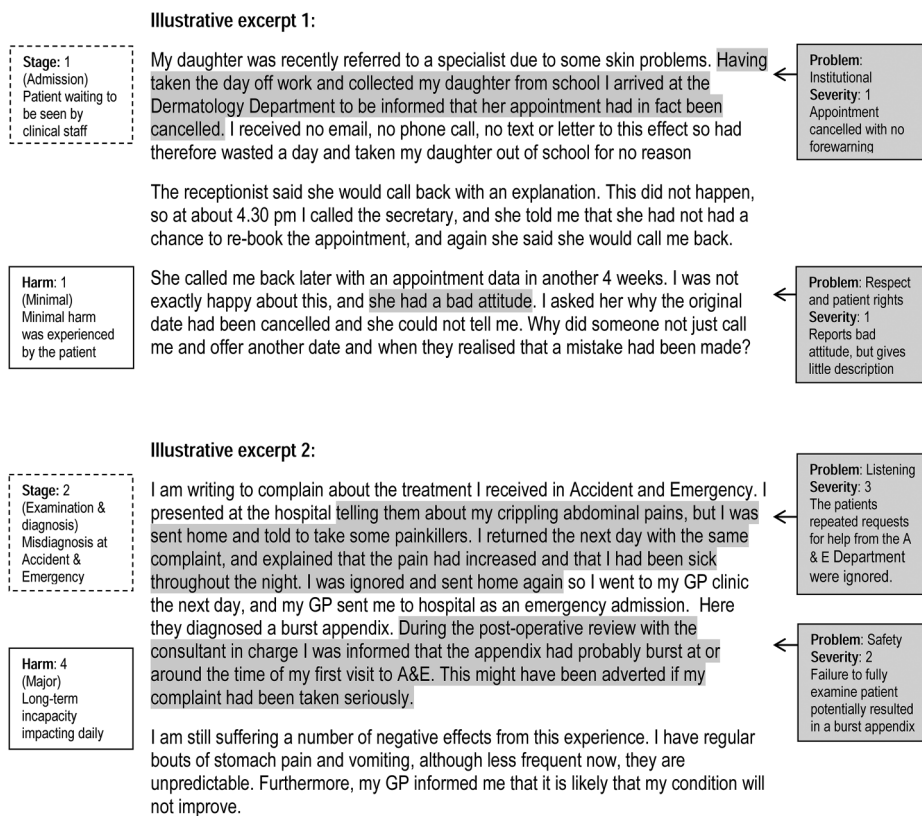 Illustrative excerpt 1:
Stage: 1
(Admission)
Patient waiting to
be seen by
clinical staff
My daughter was recently referred to a specialist due to some skin problems. Having
taken the day off work and collected my daughter from school I arrived at the
Dermatology Department to be informed that her appointment had in fact been
cancelled. I received no email, no phone call, no text or letter to this effect so had
therefore wasted a day and taken my daughter out of school for no reason
Problem:
Institutional
Severity: 1
Appointment
cancelled with no
forewarning
The receptionist said she would call back with an explanation. This did not happen,
so at about 4.30 pm I called the secretary, and she told me that she had not had a
chance to re-book the appointment, and again she said she would call me back.
Harm: 1
(Minimal)
Minimal harm
was experienced
by the patient
She called me back later with an appointment data in another 4 weeks. I was not
exactly happy about this, and she had a bad attitude. I asked her why the original
date had been cancelled and she could not tell me. Why did someone not just call
me and offer another date and when they realised that a mistake had been made?
Problem: Respect
and patient rights
Severity: 1
Reports bad
attitude, but gives
little description
Illustrative excerpt 2:
Stage: 2
(Examination &
diagnosis)
Misdiagnosis at
Accident &
Emergency
I am writing to complain about the treatment I received in Accident and Emergency. I
presented at the hospital telling them about my crippling abdominal pains, but I was
sent home and told to take some painkillers. I returned the next day with the same
complaint, and explained that the pain had increased and that I had been sick
throughout the night. I was ignored and sent home again so I went to my GP clinic
the next day, and my GP sent me to hospital as an emergency admission. Here
they diagnosed a burst appendix. During the post-operative review with the
consultant in charge I was informed that the appendix had probably burst at or
around the time of my first visit to A&E. This might have been adverted if my
complaint had been taken seriously.
Problem: Listening
Severity: 3
The patients
repeated requests
for help from the A
& E Department
were ignored.
Harm: 4
(Major)
Long-term
incapacity
impacting daily
Problem: Safety
Severity: 2
Failure to fully
examine patient
potentially resulted
in a burst appendix
I am still suffering a number of negative effects from this experience. I have regular
bouts of stomach pain and vomiting, although less frequent now, they are
unpredictable. Furthermore, my GP informed me that it is likely that my condition will
not improve.